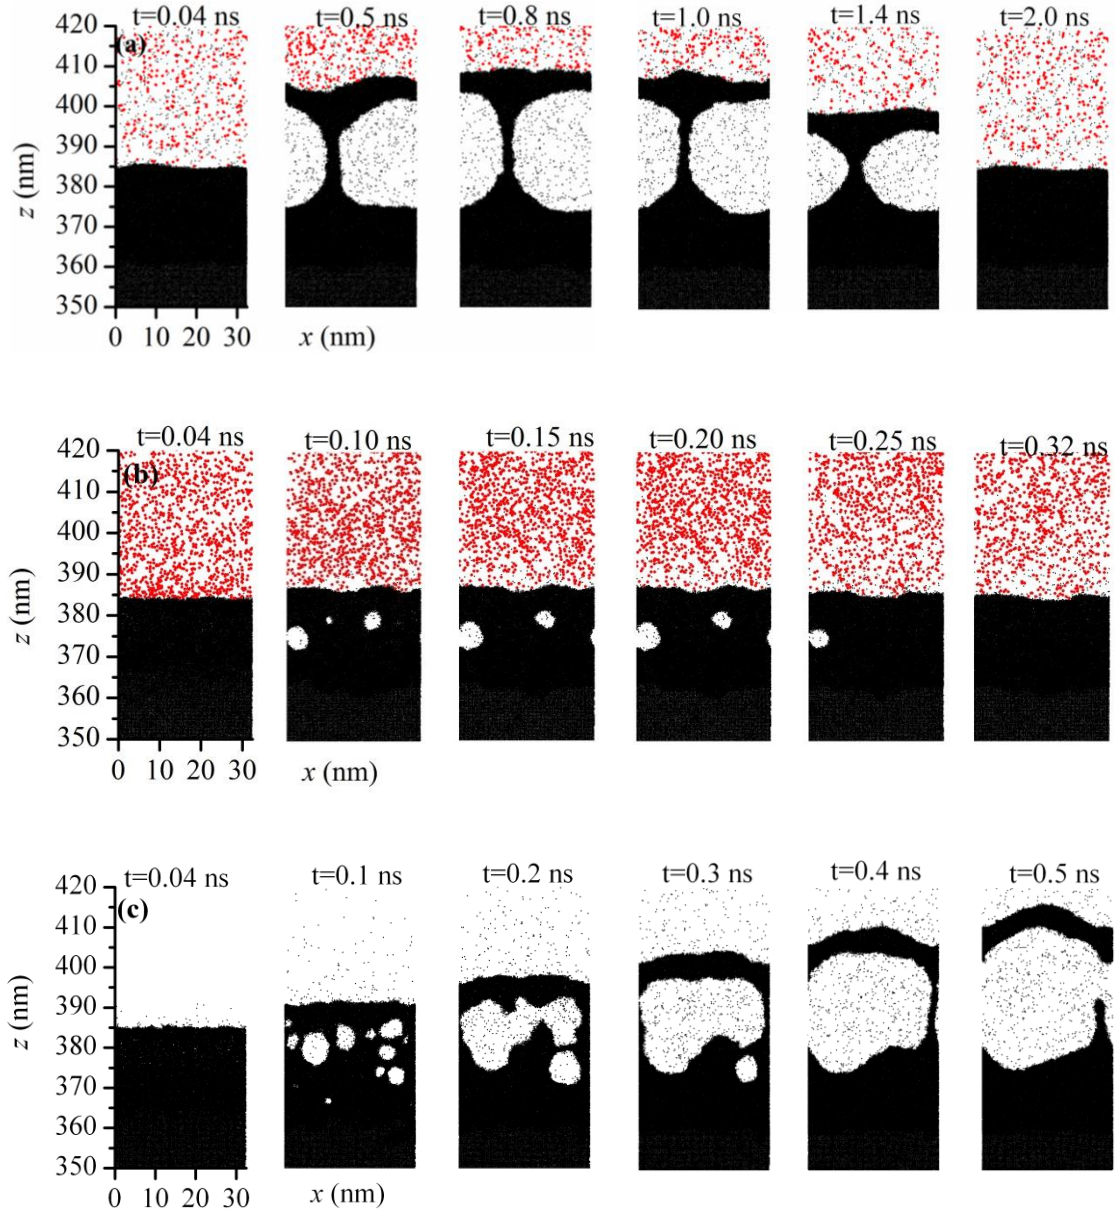 t=0.04 ns t=0.5 ns t=0.8 ns t=1.0 ns t=1.4 ns t=2.0 ns
420
(a)
410
400
390
380
370
360
350
z (nm)
0 10 20 30 x (nm)
t=0.04 ns t=0.10 ns t=0.15 ns t=0.20 ns t=0.25 ns t=0.32 ns
420
(b)
410
400
390
380
370
360
350
z (nm)
0 10 20 30 x (nm)
t=0.04 ns t=0.1 ns t=0.2 ns t=0.3 ns t=0.4 ns t=0.5 ns
420
(c)
410
400
390
380
370
360
350
z (nm)
0 10 20 30 x (nm)